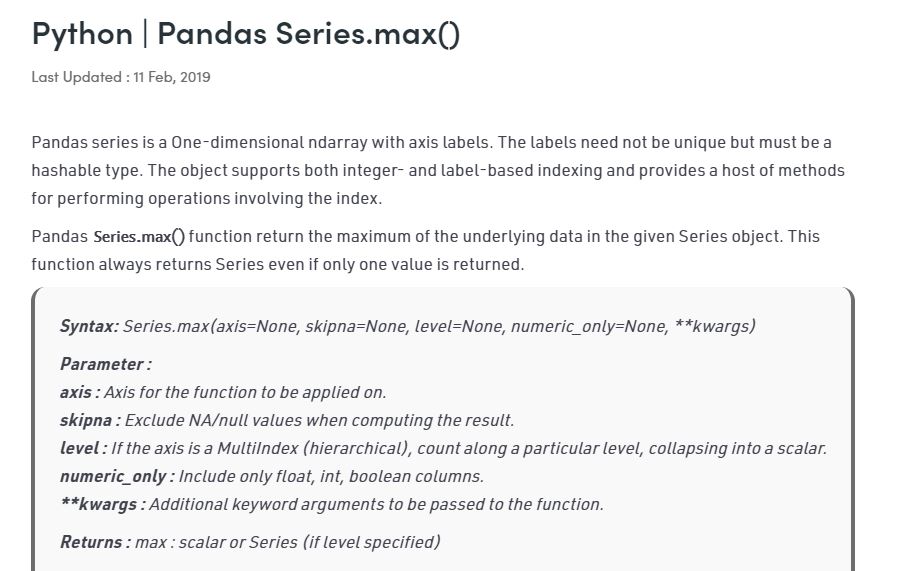 Python | Pandas Series.max()
Last Updated : 11 Feb, 2019
Pandas series is a One-dimensional ndarray with axis labels. The labels need not be unique but must be a
hashable type. The object supports both integer- and label-based indexing and provides a host of methods
for performing operations involving the index.
Pandas Series.max() function return the maximum of the underlying data in the given Series object. This
function always returns Series even if only one value is returned.
Syntax: Series.max(axis=None, skipna=None, level=None, numeric_only=None, **kwargs)
Parameter :
axis : Axis for the function to be applied on.
skipna : Exclude NA/null values when computing the result.
level : If the axis is a MultiIndex (hierarchical), count along a particular level, collapsing into a scalar.
numeric_only : Include only float, int, boolean columns.
**kwargs : Additional keyword arguments to be passed to the function.
Returns : max : scalar or Series (if level specified)